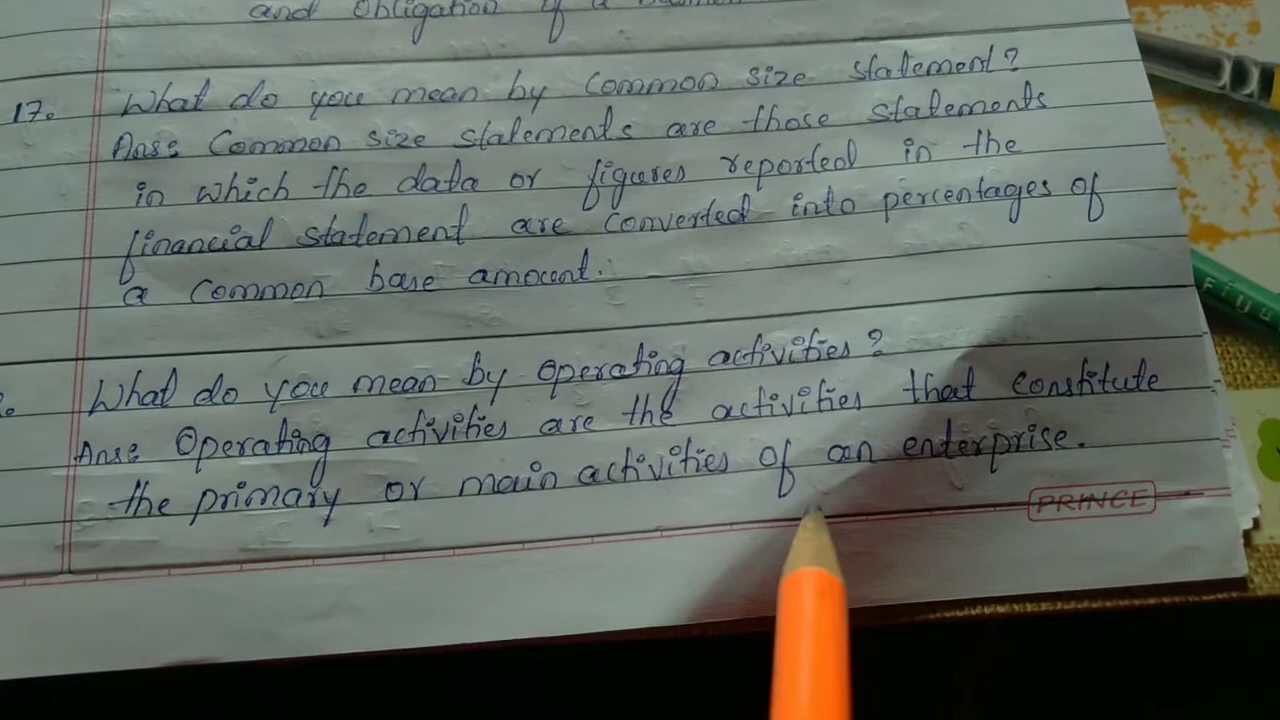 and obligation of a
17. What do you mean by Common size statement?
Ans: Common size statements are those statements
in which the data or figures reported in the
financial statement are converted into percentages of
a common base amount.
What do you mean by operating activities?
Ans: Operating activities are the activities that constitute
the primary or main activities of an enterprise.
PRINCE